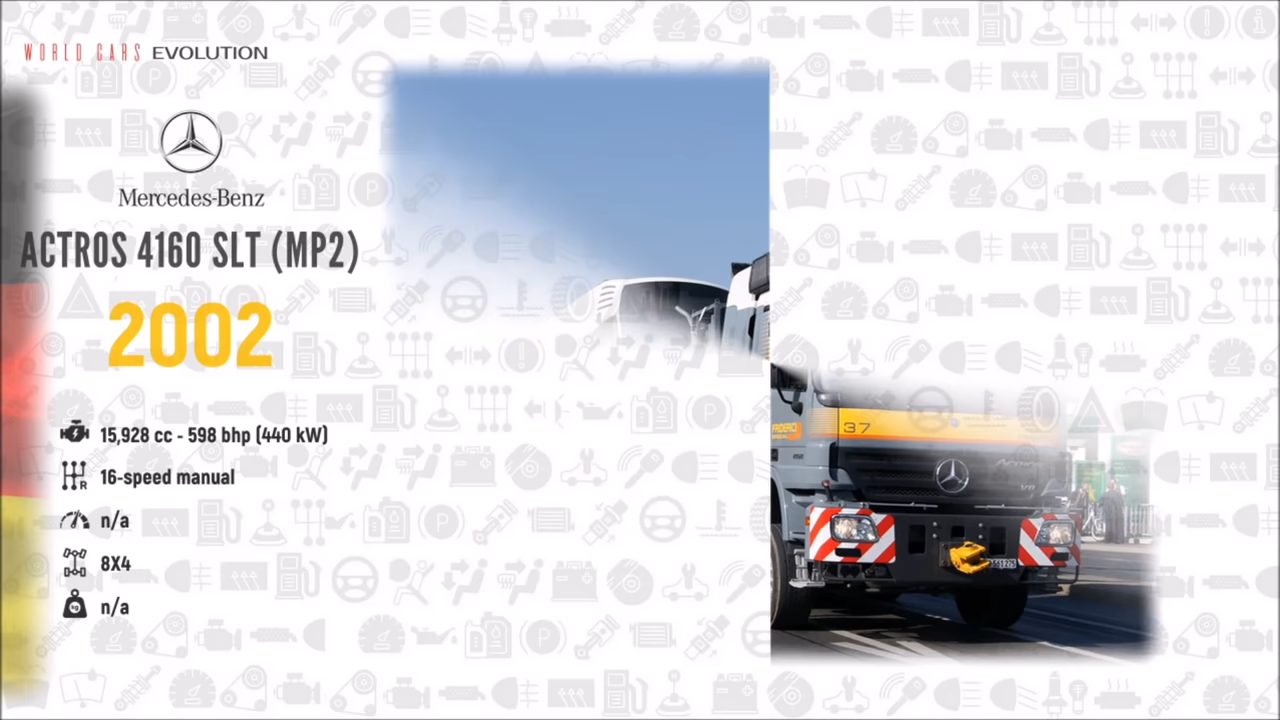 WORLD CARS EVOLUTION
Mercedes-Benz
ACTROS 4160 SLT (MP2)
2002
15,928 cc - 598 bhp (440 kW)
16-speed manual
n/a
8X4
n/a
37
Actros